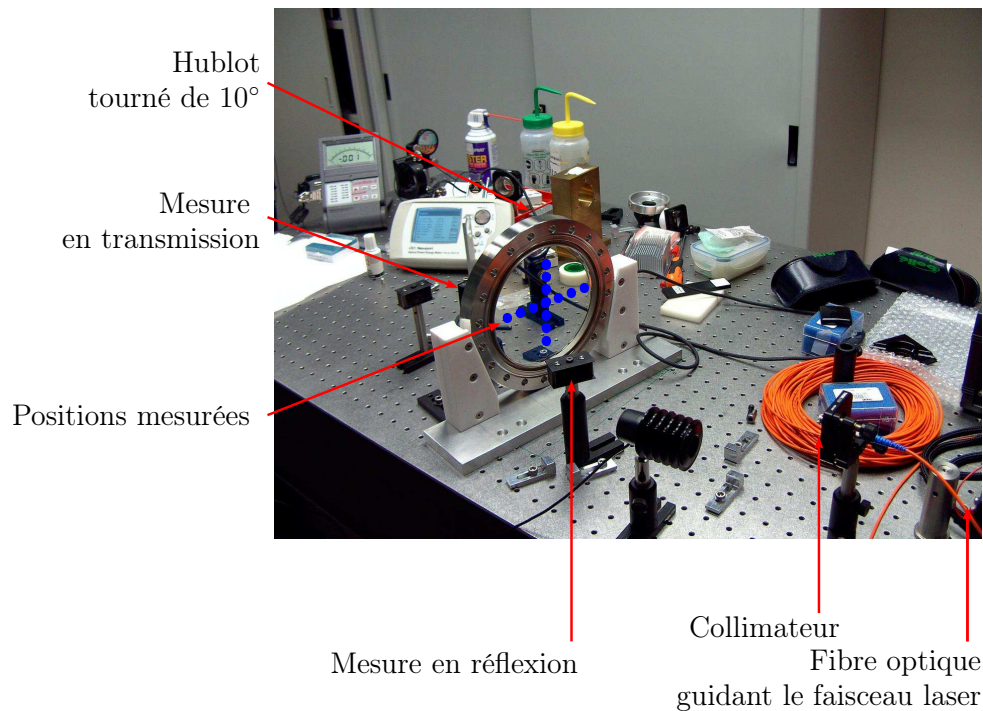 Hublot
tourné de 10°
Mesure
en transmission
Positions mesurées
Mesure en réflexion
Collimateur
Fibre optique
guidant le faisceau laser
-.001